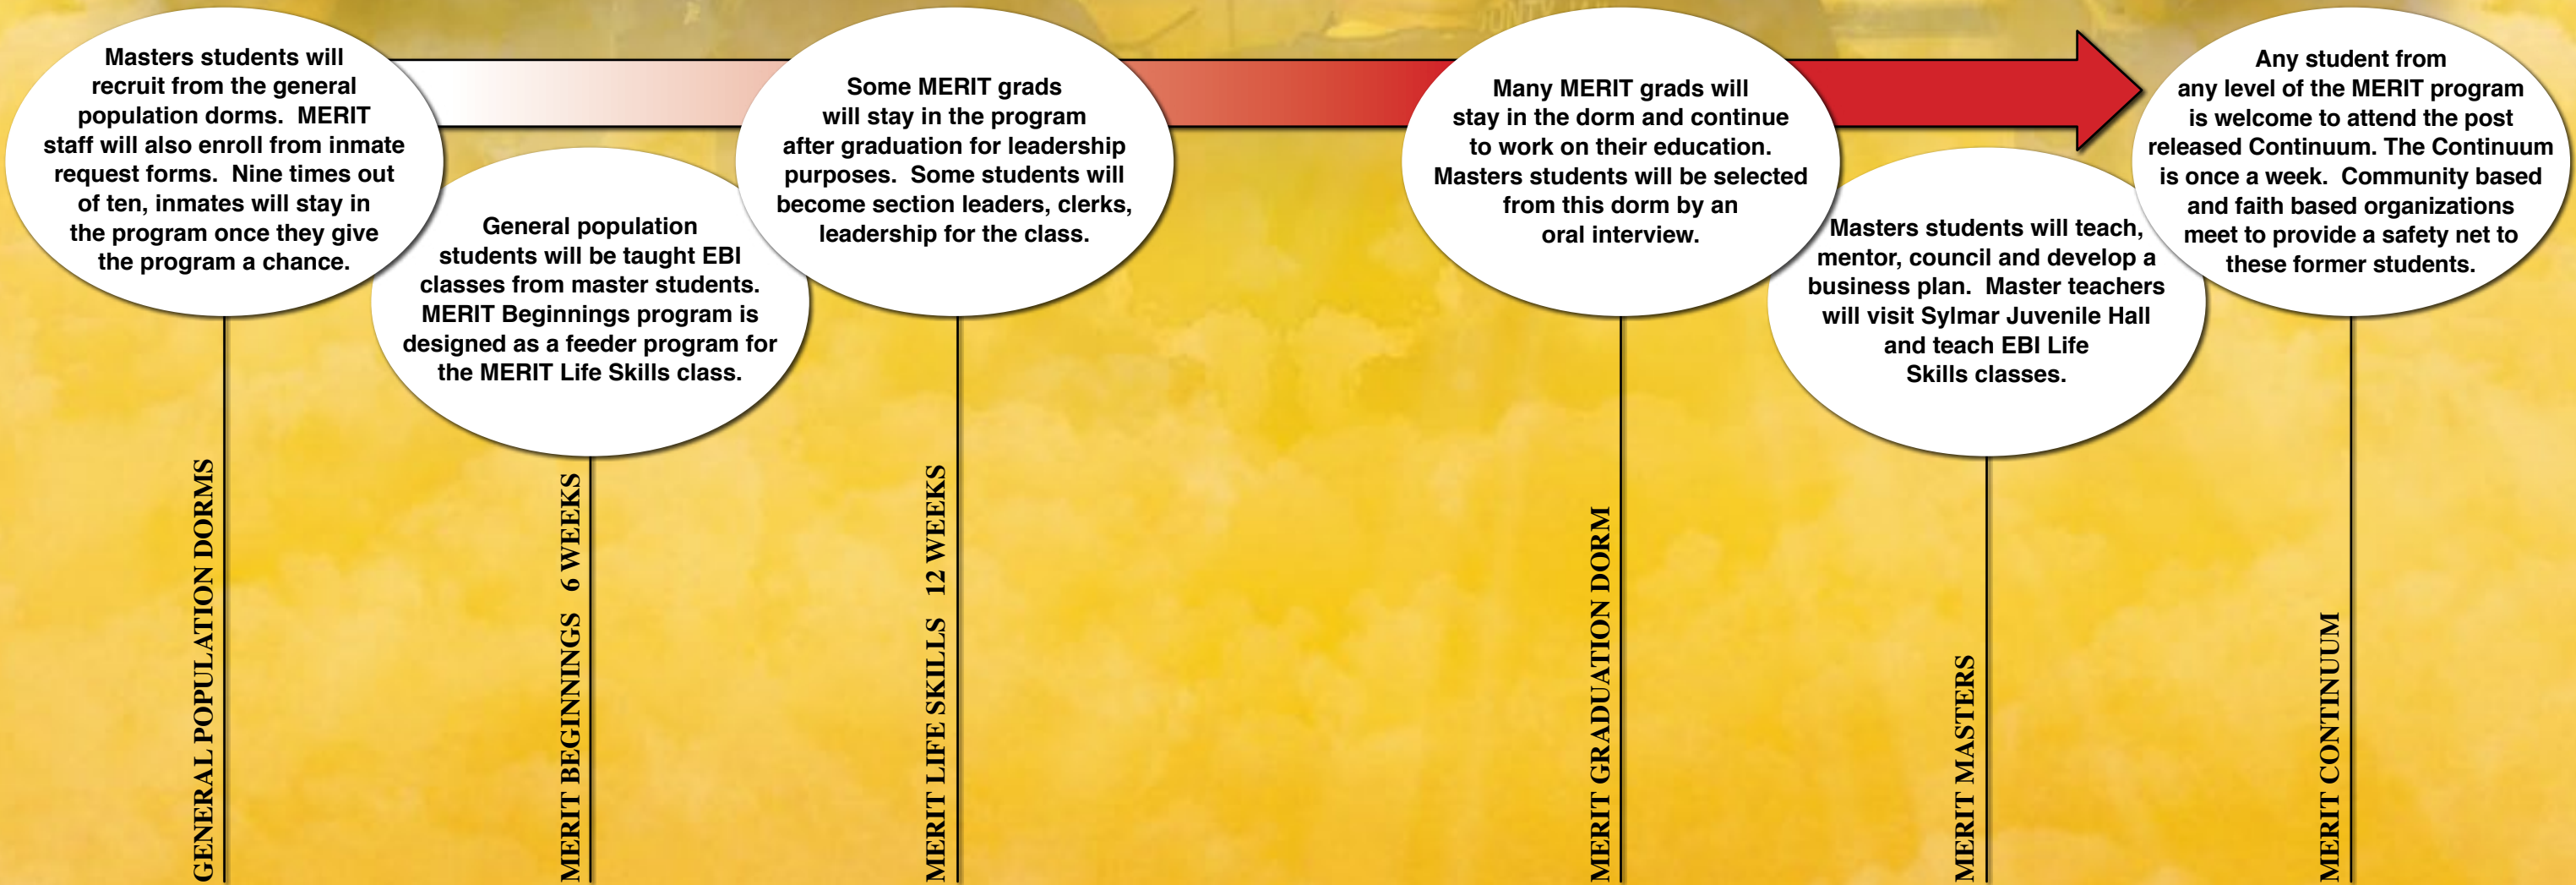 Masters students will
recruit from the general
population dorms.  MERIT
staff will also enroll from inmate
request forms.  Nine times out
of ten, inmates will stay in
the program once they give
the program a chance.
GENERAL POPULATION DORMS
General population
students will be taught EBI
classes from master students.
MERIT Beginnings program is
designed as a feeder program for
the MERIT Life Skills class.
MERIT BEGINNINGS   6 WEEKS
Some MERIT grads
will stay in the program
after graduation for leadership
purposes.  Some students will
become section leaders, clerks,
leadership for the class.
MERIT LIFE SKILLS   12 WEEKS
Many MERIT grads will
stay in the dorm and continue
to work on their education.
Masters students will be selected
from this dorm by an
oral interview.
MERIT GRADUATION DORM
Masters students will teach,
mentor, council and develop a
business plan.  Master teachers
will visit Sylmar Juvenile Hall
and teach EBI Life
Skills classes.
MERIT MASTERS
Any student from
any level of the MERIT program
is welcome to attend the post
released Continuum. The Continuum
is once a week.  Community based
and faith based organizations
meet to provide a safety net to
these former students.
MERIT CONTINUUM